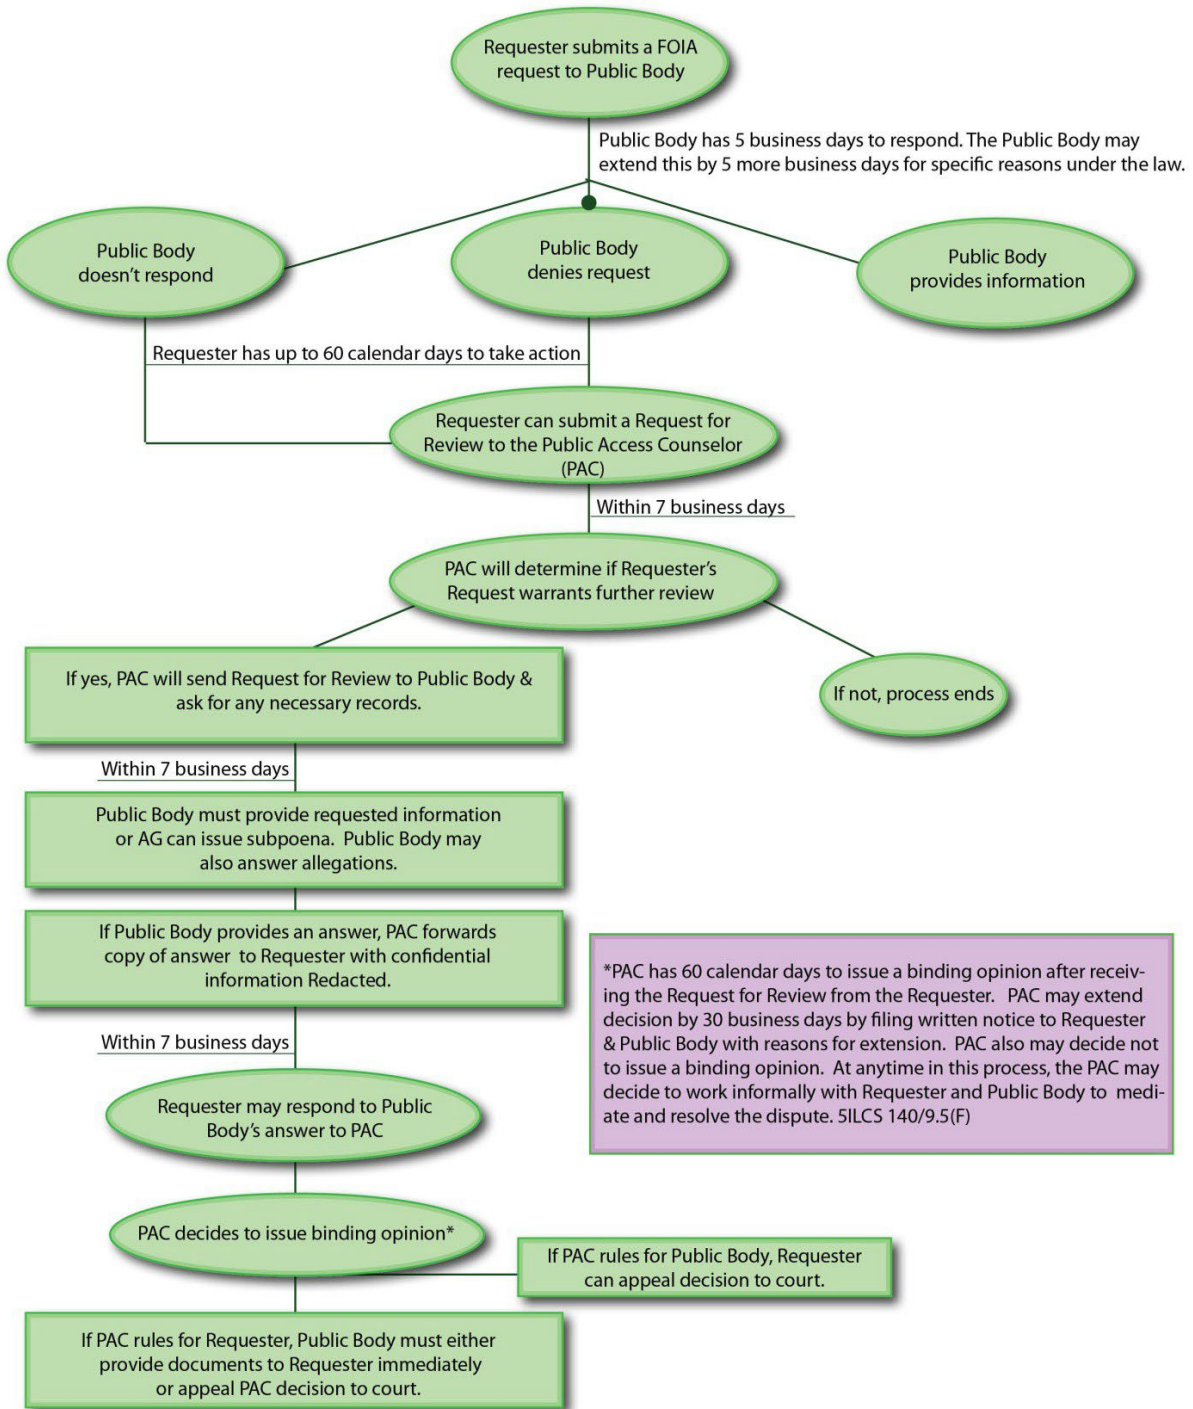 Requester submits a FOIA
request to Public Body
Public Body has 5 business days to respond. The Public Body may
extend this by 5 more business days for specific reasons under the law.
Public Body
doesn't respond
Public Body
denies request
Public Body
provides information
Requester has up to 60 calendar days to take action
Requester can submit a Request for
Review to the Public Access Counselor
(PAC)
Within 7 business days
PAC will determine if Requester's
Request warrants further review
If yes, PAC will send Request for Review to Public Body &
ask for any necessary records.
If not, process ends
Within 7 business days
Public Body must provide requested information
or AG can issue subpoena. Public Body may
also answer allegations.
If Public Body provides an answer, PAC forwards
copy of answer to Requester with confidential
information Redacted.
*PAC has 60 calendar days to issue a binding opinion after receiv-
ing the Request for Review from the Requester. PAC may extend
decision by 30 business days by filing written notice to Requester
& Public Body with reasons for extension. PAC also may decide not
to issue a binding opinion. At anytime in this process, the PAC may
decide to work informally with Requester and Public Body to medi-
ate and resolve the dispute. 5ILCS 140/9.5(F)
Within 7 business days
Requester may respond to Public
Body's answer to PAC
PAC decides to issue binding opinion*
If PAC rules for Public Body, Requester
can appeal decision to court.
If PAC rules for Requester, Public Body must either
provide documents to Requester immediately
or appeal PAC decision to court.